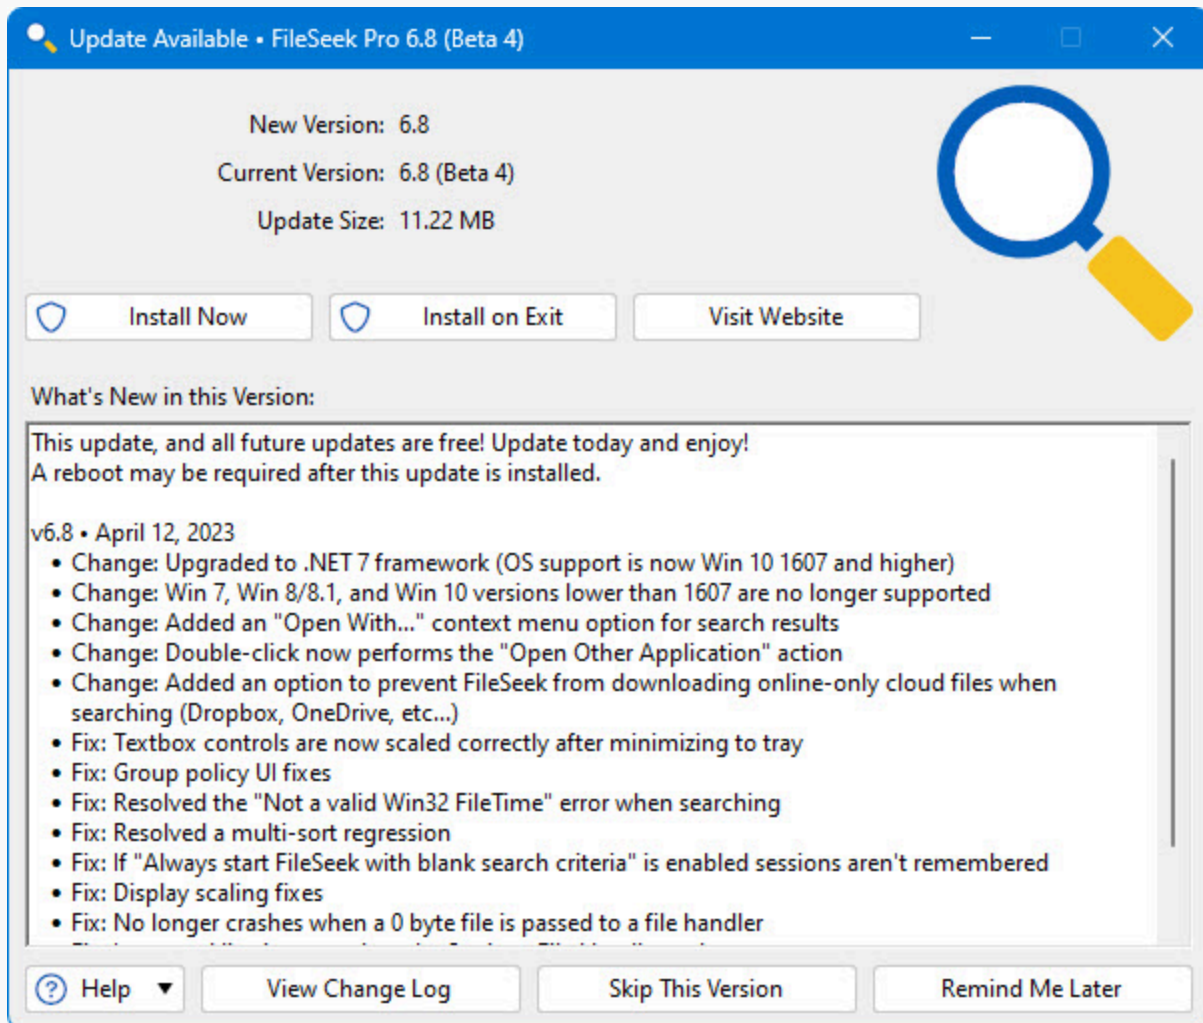 Update Available • FileSeek Pro 6.8 (Beta 4)
New Version: 6.8
Current Version: 6.8 (Beta 4)
Update Size: 11.22 MB
Install Now
Install on Exit
Visit Website
What's New in this Version:
This update, and all future updates are free! Update today and enjoy!
A reboot may be required after this update is installed.
v6.8 • April 12, 2023
• Change: Upgraded to .NET 7 framework (OS support is now Win 10 1607 and higher)
• Change: Win 7, Win 8/8.1, and Win 10 versions lower than 1607 are no longer supported
• Change: Added an "Open With..." context menu option for search results
• Change: Double-click now performs the "Open Other Application" action
• Change: Added an option to prevent FileSeek from downloading online-only cloud files when
searching (Dropbox, OneDrive, etc...)
• Fix: Textbox controls are now scaled correctly after minimizing to tray
• Fix: Group policy UI fixes
• Fix: Resolved the "Not a valid Win32 FileTime" error when searching
• Fix: Resolved a multi-sort regression
• Fix: If "Always start FileSeek with blank search criteria" is enabled sessions aren't remembered
• Fix: Display scaling fixes
• Fix: No longer crashes when a 0 byte file is passed to a file handler
? Help ▼
View Change Log
Skip This Version
Remind Me Later